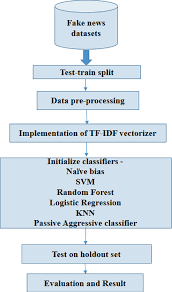 Fake news
datasets
Test-train split
Data pre-processing
Implementation of TF-IDF vectorizer
Initialize classifiers -
Naïve bias
SVM
Random Forest
Logistic Regression
KNN
Passive Aggressive classifier
Test on holdout set
Evaluation and Result